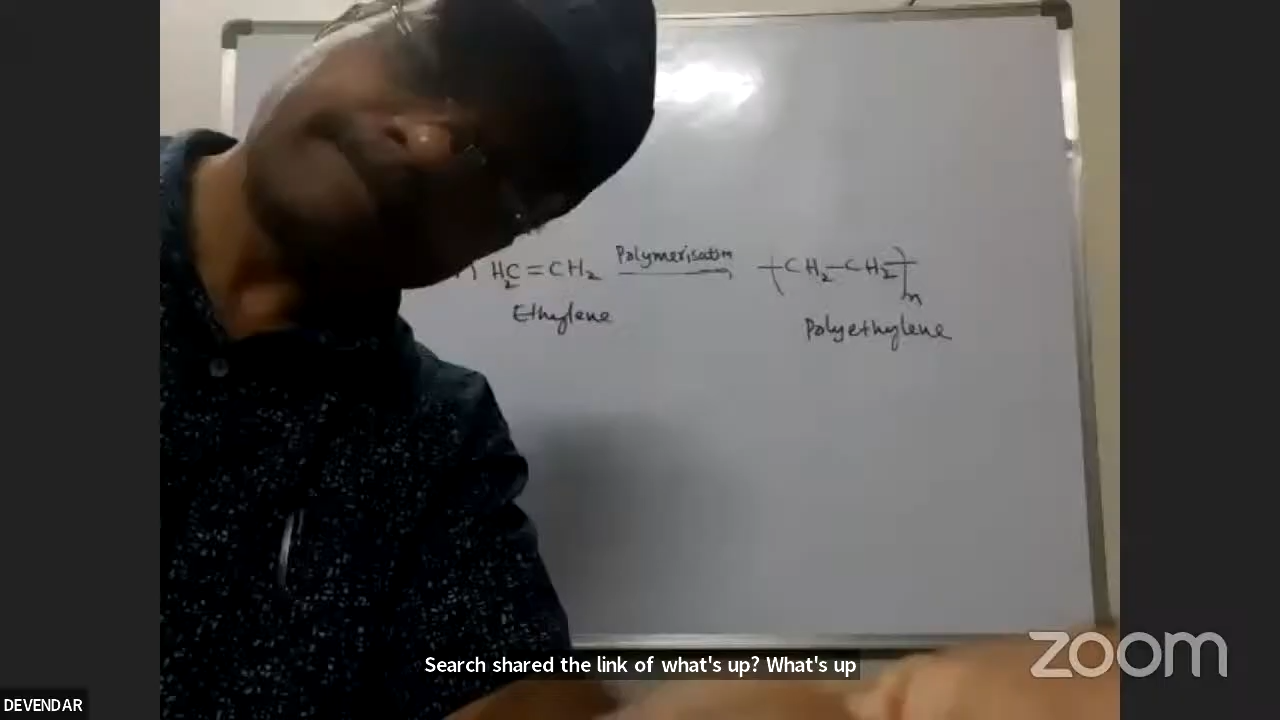 Polymerisation
n H2C=CH2 ⟶ (CH2-CH2)n
Ethylene
Polyethylene
Search shared the link of what's up? What's up
zoom
DEVENDAR